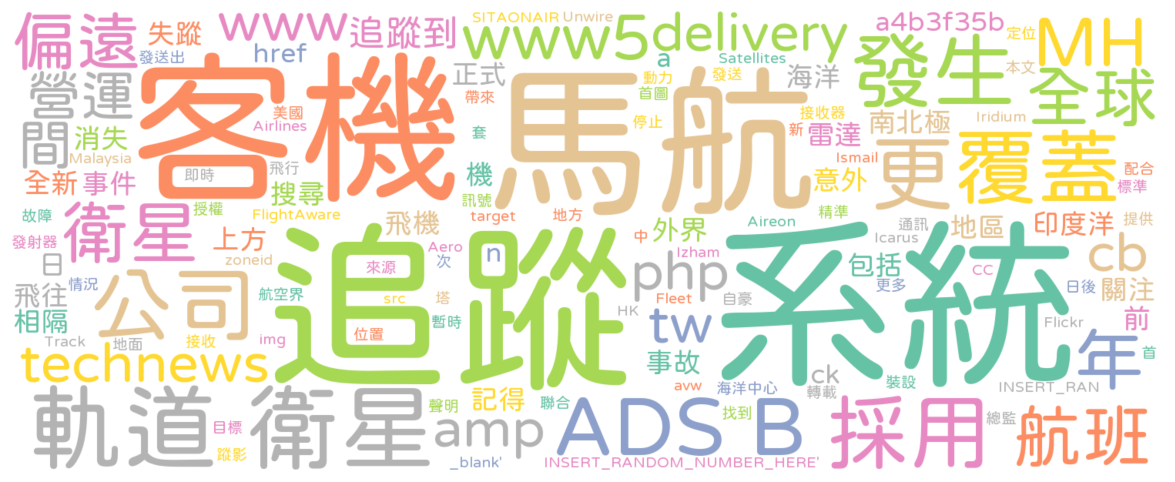 SITAONAIR Unwire
偏遠 失蹤 www 追蹤到 www5 delivery a4b3f35b 定位 MH
發送出 href a Satellites 發生 本文
營運 客機 正式 動力 發送 海洋 全球
美國 帶來 首圖 馬航 接收器 南北極 Iridium
間 消失 Airlines 套 停止 新 雷達 更 覆蓋
Malaysia 飛行 Ismail 配合
全新 事件 即時 搜尋 機 意外 標準
故障 衛星 授權 FlightAware 飛機 訊號 target 地方 精準 地區 印度洋 提供
發射器 上方 中 外界 Aireon 通訊 Icarus
日 zoneid 追蹤 來源 Aero 次 n Izham 系統 包括 CC cb
情況 公司 航空界 src php 更多 日後 關注
飛往 塔 Fleet 自豪
相隔 位置 暫時 HK tw Flickr 前
Track 地面 接收 img 事故 年 首
technews avw 海洋中心 ck 裝設 INSERT_RAN
轉載
軌道衛星 聲明 記得 聯合 找到 採用 總監
目標 amp ADS B 航班
蹤影 _blank' INSERT_RANDOM_NUMBER_HERE'